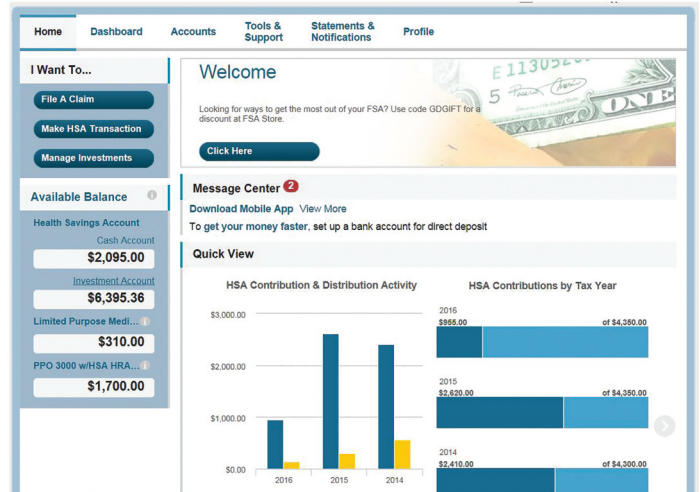 Home
Dashboard
Accounts
Tools &
Support
Statements &
Notifications
Profile
I Want To...
File A Claim
Make HSA Transaction
Manage Investments
Available Balance
Health Savings Account
Cash Account
$2,095.00
Investment Account
$6,395.36
Limited Purpose Medi...
$310.00
PPO 3000 w/HSA HRA...
$1,700.00
Welcome
Looking for ways to get the most out of your FSA? Use code GDGIFT for a
discount at FSA Store.
Click Here
ONE
Message Center 2
Download Mobile App View More
To get your money faster, set up a bank account for direct deposit
Quick View
HSA Contribution & Distribution Activity
$3,000.00
$2,000.00
$1,000.00
$0.00
2016 2015 2014
HSA Contributions by Tax Year
2016
$955.00 of $4,350.00
2015
$2,620.00 of $4,350.00
2014
$2,410.00 of $4,300.00